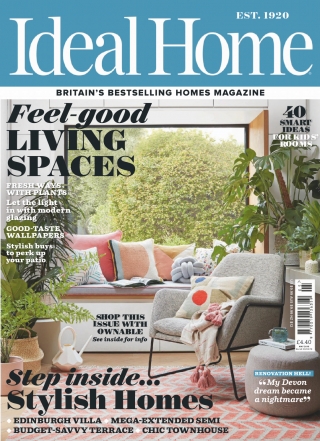 EST. 1920
Ideal Home
BRITAIN'S BESTSELLING HOMES MAGAZINE
Feel-good
LIVING
SPACES
40
SMART
IDEAS
FOR KIDS'
ROOMS
FRESH WAYS
WITH PLANTS
Let the light
in with modern
glazing
GOOD-TASTE
WALLPAPERS
Stylish buys
to perk up
your patio
SHOP THIS
ISSUE WITH
OWNABLE
See inside for info
£4.40
RENOVATION HELL!
“My Devon
dream became
a nightmare”
Step inside...
Stylish Homes
EDINBURGH VILLA • MEGA-EXTENDED SEMI
• BUDGET-SAVVY TERRACE • CHIC TOWNHOUSE